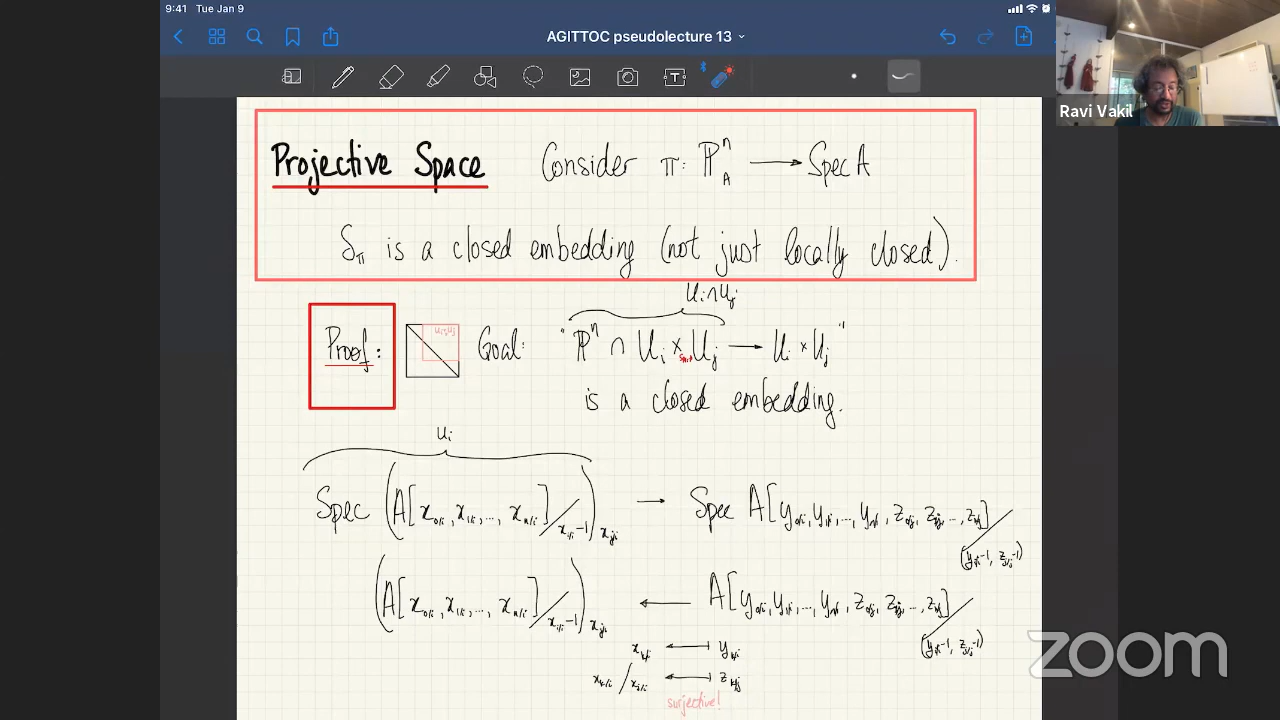 9:41 Tue Jan 9
AGITTOC pseudolecture 13
Ravi Vakil
Projective Space Consider π: ℙⁿ_A → Spec A
δ_π is a closed embedding (not just locally closed).
U_i∩U_j
Proof: U_i×U_j Goal: "ℙⁿ ∩ U_i ×_{Spec A} U_j → U_i × U_j"
is a closed embedding.
U_i
Spec (A[x_{0/i}, x_{1/i}, ..., x_{n/i}]/x_{i/i}-1)_{x_{j/i}} → Spec A[y_{0/i}, y_{1/i}, ..., y_{n/i}, z_{0/j}, z_{1/j}, ..., z_{n/j}]/(y_{i/i}-1, z_{j/j}-1)
(A[x_{0/i}, x_{1/i}, ..., x_{n/i}]/x_{i/i}-1)_{x_{j/i}} ← A[y_{0/i}, y_{1/i}, ..., y_{n/i}, z_{0/j}, z_{1/j}, ..., z_{n/j}]/(y_{i/i}-1, z_{j/j}-1)
x_{k/i} ↤ y_{k/i}
x_{k/i}/x_{j/i} ↤ z_{k/j}
surjective!
zoom